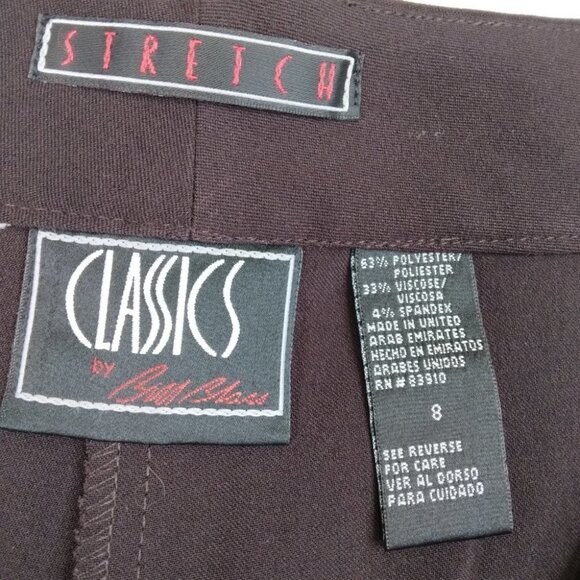 STRETCH
CLASSICS
by Bill Blass
63% POLYESTER/
POLIESTER
33% VISCOSE/
VISCOSA
4% SPANDEX
MADE IN UNITED
ARAB EMIRATES
HECHO EN EMIRATOS
ARABES UNIDOS
RN # 83910
8
SEE REVERSE
FOR CARE
VER AL DORSO
PARA CUIDADO